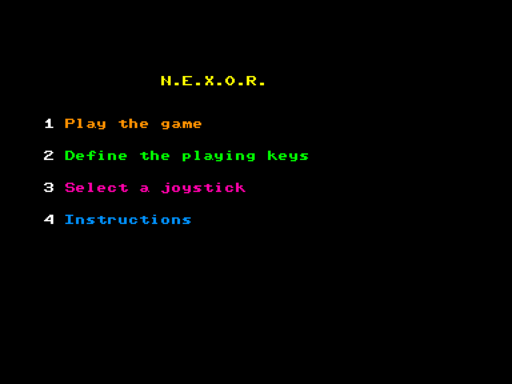 N.E.X.O.R.
1 Play the game
2 Define the playing keys
3 Select a joystick
4 Instructions